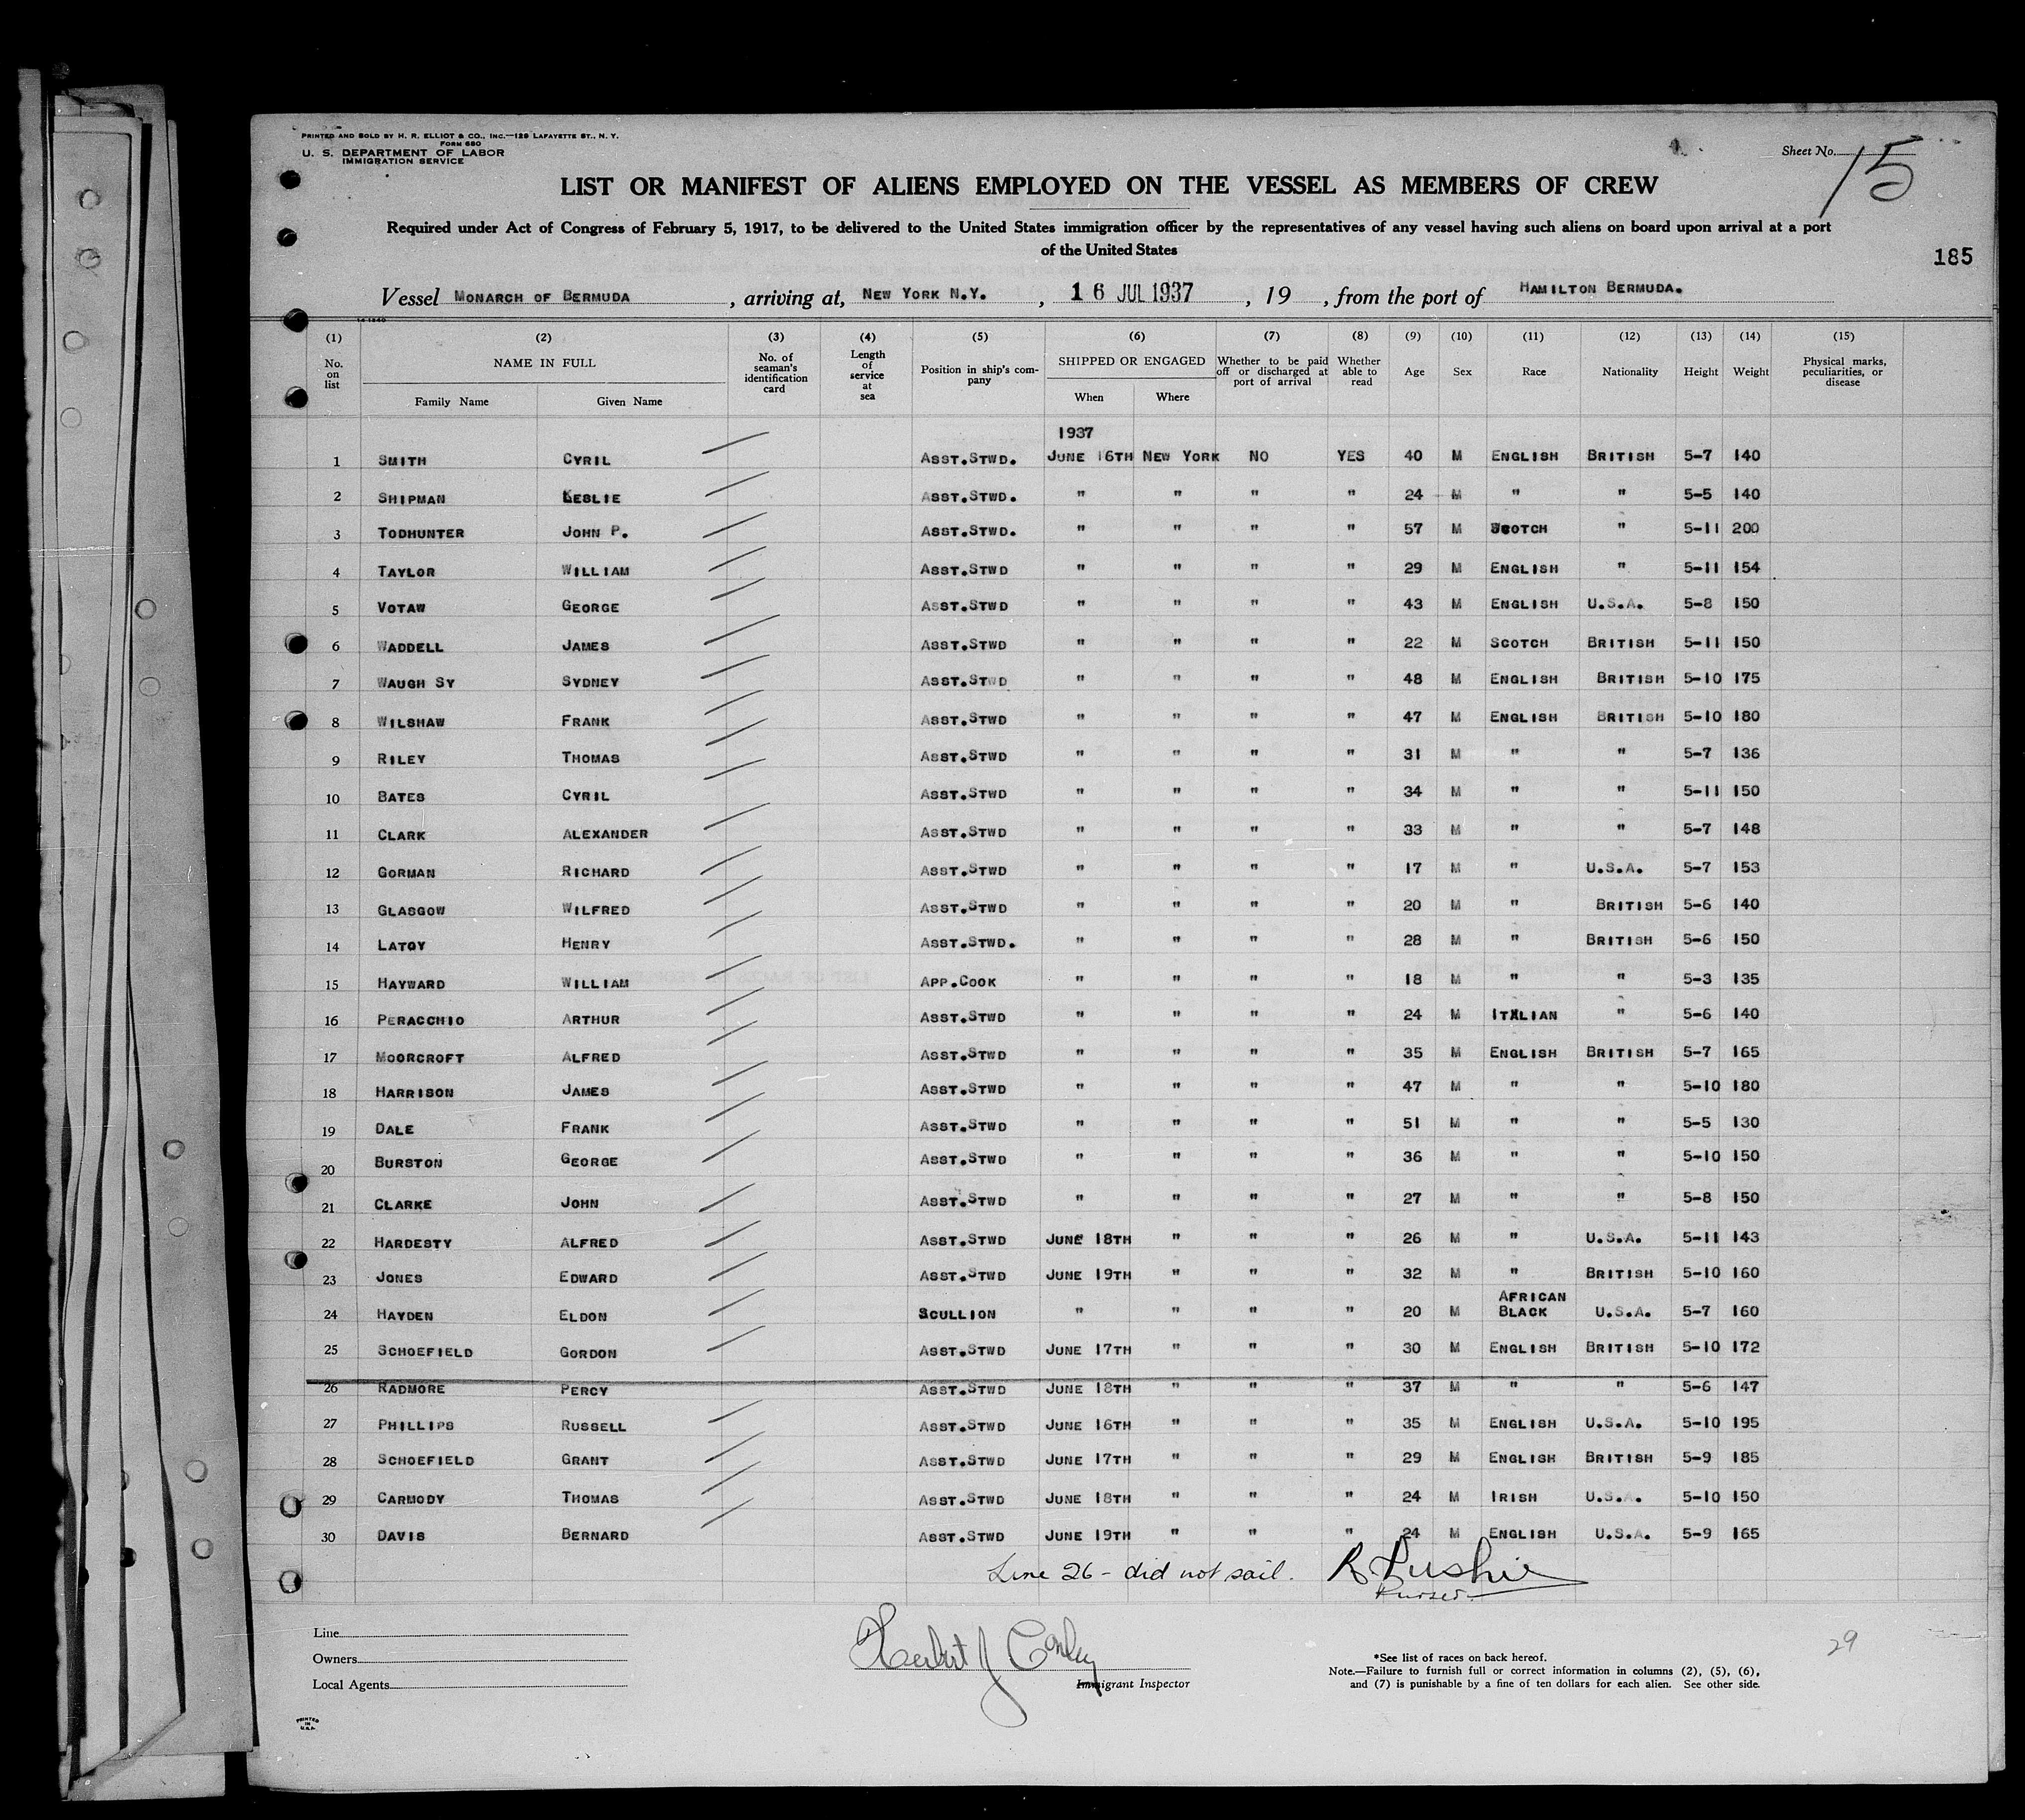 PRINTED AND SOLD BY H. R. ELLIOT & CO., INC.—129 LAFAYETTE ST., N. Y.
FORM 680
U. S. DEPARTMENT OF LABOR
IMMIGRATION SERVICE
Sheet No. 15
LIST OR MANIFEST OF ALIENS EMPLOYED ON THE VESSEL AS MEMBERS OF CREW
Required under Act of Congress of February 5, 1917, to be delivered to the United States immigration officer by the representatives of any vessel having such aliens on board upon arrival at a port
of the United States
185
Vessel MONARCH OF BERMUDA, arriving at, NEW YORK N.Y., 16 JUL 1937, 19 , from the port of HAMILTON BERMUDA.
(1) (2) (3) (4) (5) (6) (7) (8) (9) (10) (11) (12) (13) (14) (15)
No. on list NAME IN FULL Family Name Given Name No. of seaman's identification card Length of service at sea Position in ship's company SHIPPED OR ENGAGED When Where Whether to be paid off or discharged at port of arrival Whether able to read Age Sex Race Nationality Height Weight Physical marks, peculiarities, or disease
1937
1 SMITH CYRIL ASST.STWD. JUNE 16TH NEW YORK NO YES 40 M ENGLISH BRITISH 5-7 140
2 SHIPMAN LESLIE ASST.STWD. " " " " 24 M " " 5-5 140
3 TODHUNTER JOHN P. ASST.STWD. " " " " 57 M SCOTCH " 5-11 200
4 TAYLOR WILLIAM ASST.STWD " " " " 29 M ENGLISH " 5-11 154
5 VOTAW GEORGE ASST.STWD " " " " 43 M ENGLISH U.S.A. 5-8 150
6 WADDELL JAMES ASST.STWD " " " " 22 M SCOTCH BRITISH 5-11 150
7 WAUGH SY SYDNEY ASST.STWD " " " " 48 M ENGLISH BRITISH 5-10 175
8 WILSHAW FRANK ASST.STWD " " " " 47 M ENGLISH BRITISH 5-10 180
9 RILEY THOMAS ASST.STWD " " " " 31 M " " 5-7 136
10 BATES CYRIL ASST.STWD " " " " 34 M " " 5-11 150
11 CLARK ALEXANDER ASST.STWD " " " " 33 M " " 5-7 148
12 GORMAN RICHARD ASST.STWD " " " " 17 M " U.S.A. 5-7 153
13 GLASGOW WILFRED ASST.STWD " " " " 20 M " BRITISH 5-6 140
14 LATOY HENRY ASST.STWD. " " " " 28 M " BRITISH 5-6 150
15 HAYWARD WILLIAM APP.COOK " " " " 18 M " " 5-3 135
16 PERACCHIO ARTHUR ASST.STWD " " " " 24 M ITALIAN " 5-6 140
17 MOORCROFT ALFRED ASST.STWD " " " " 35 M ENGLISH BRITISH 5-7 165
18 HARRISON JAMES ASST.STWD " " " " 47 M " " 5-10 180
19 DALE FRANK ASST.STWD " " " " 51 M " " 5-5 130
20 BURSTON GEORGE ASST.STWD " " " " 36 M " " 5-10 150
21 CLARKE JOHN ASST.STWD " " " " 27 M " " 5-8 150
22 HARDESTY ALFRED ASST.STWD JUNE 18TH " " " 26 M " U.S.A. 5-11 143
23 JONES EDWARD ASST.STWD JUNE 19TH " " " 32 M " BRITISH 5-10 160
24 HAYDEN ELDON SCULLION " " " " 20 M AFRICAN BLACK U.S.A. 5-7 160
25 SCHOEFIELD GORDON ASST.STWD JUNE 17TH " " " 30 M ENGLISH BRITISH 5-10 172
26 RADMORE PERCY ASST.STWD JUNE 18TH " " " 37 M " " 5-6 147
27 PHILLIPS RUSSELL ASST.STWD JUNE 16TH " " " 35 M ENGLISH U.S.A. 5-10 195
28 SCHOEFIELD GRANT ASST.STWD JUNE 17TH " " " 29 M ENGLISH BRITISH 5-9 185
29 CARMODY THOMAS ASST.STWD JUNE 18TH " " " 24 M IRISH U.S.A. 5-10 150
30 DAVIS BERNARD ASST.STWD JUNE 19TH " " " 24 M ENGLISH U.S.A. 5-9 165
Line 26 - did not sail. R Lushie
Purser
Line
Owners
Local Agents
Herbert J Conley
Immigrant Inspector
*See list of races on back hereof.
Note.—Failure to furnish full or correct information in columns (2), (5), (6),
and (7) is punishable by a fine of ten dollars for each alien. See other side.
29
PRINTED
IN
U.S.A.